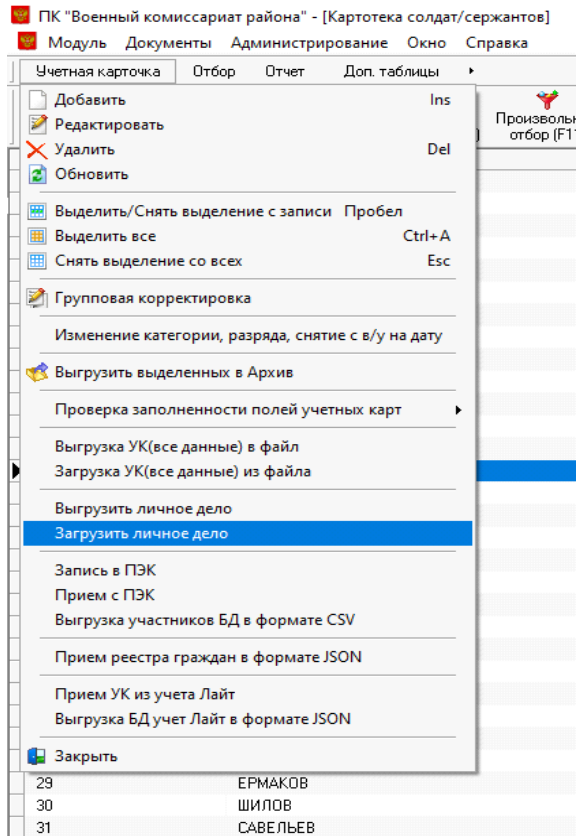 ПК "Военный комиссариат района" - [Картотека солдат/сержантов]
Модуль Документы Администрирование Окно Справка
Учетная карточка Отбор Отчет Доп. таблицы
Добавить Ins
Произвольн
Редактировать
отбор (F11
Удалить Del
Обновить
Выделить/Снять выделение с записи Пробел
Выделить все Ctrl+A
Снять выделение со всех Esc
Групповая корректировка
Изменение категории, разряда, снятие с в/у на дату
Выгрузить выделенных в Архив
Проверка заполненности полей учетных карт
Выгрузка УК(все данные) в файл
Загрузка УК(все данные) из файла
Выгрузить личное дело
Загрузить личное дело
Запись в ПЭК
Прием с ПЭК
Выгрузка участников БД в формате CSV
Прием реестра граждан в формате JSON
Прием УК из учета Лайт
Выгрузка БД учет Лайт в формате JSON
Закрыть
29 ЕРМАКОВ
30 ШИЛОВ
31 САВЕЛЬЕВ